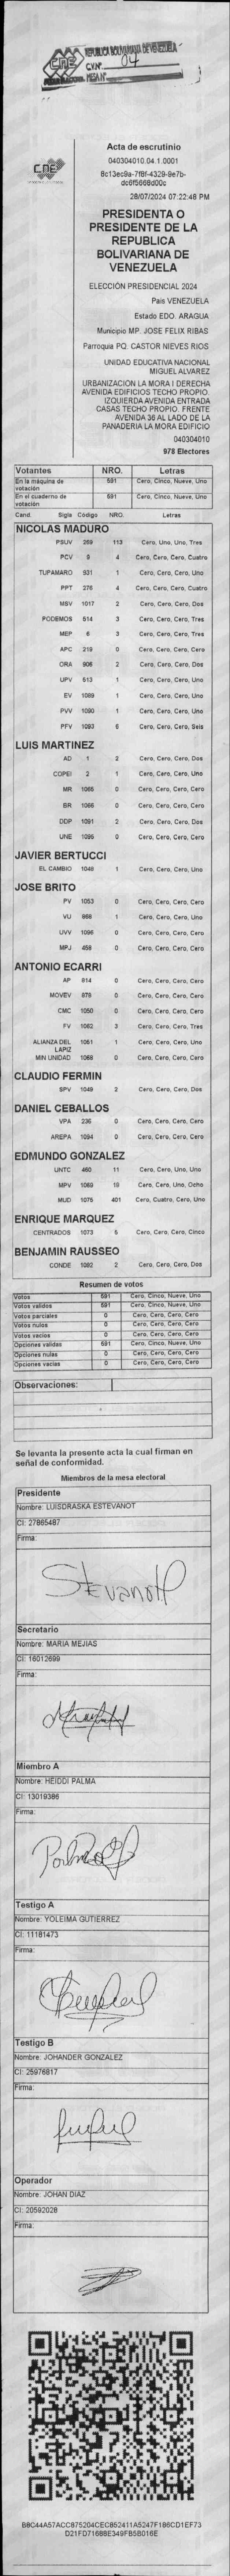 CNE REPUBLICA BOLIVARIANA DE VENEZUELA
C.V.Nº
MESA Nº 04
CNE
Acta de escrutinio
040304010.04.1.0001
28/07/2024 07:22:48 PM
PRESIDENTA O
PRESIDENTE DE LA
REPUBLICA
BOLIVARIANA DE
VENEZUELA
ELECCIÓN PRESIDENCIAL 2024
País VENEZUELA
Estado EDO. ARAGUA
Municipio MP. JOSE FELIX RIBAS
Parroquia PQ. CASTOR NIEVES RIOS
UNIDAD EDUCATIVA NACIONAL
MIGUEL ALVAREZ
URBANIZACION LA MORA I DERECHA
AVENIDA EDIFICIOS TECHO PROPIO.
IZQUIERDA AVENIDA ENTRADA
CASAS TECHO PROPIO. FRENTE
AVENIDA 36 AL LADO DE LA
PANADERIA LA MORA EDIFICIO
040304010
978 Electores
Votantes NRO. Letras
En la máquina de votación 591 Cero, Cinco, Nueve, Uno
En el cuaderno de votación 591 Cero, Cinco, Nueve, Uno
Cand. Sigla Código NRO. Letras
NICOLAS MADURO
PSUV 259 113 Cero, Uno, Uno, Tres
PCV 9 4 Cero, Cero, Cero, Cuatro
TUPAMARO 531 1 Cero, Cero, Cero, Uno
PPT 276 4 Cero, Cero, Cero, Cuatro
MSV 1017 2 Cero, Cero, Cero, Dos
PODEMOS 514 3 Cero, Cero, Cero, Tres
MEP 6 3 Cero, Cero, Cero, Tres
APC 219 0 Cero, Cero, Cero, Cero
ORA 906 2 Cero, Cero, Cero, Dos
UPV 513 1 Cero, Cero, Cero, Uno
EV 1089 1 Cero, Cero, Cero, Uno
PVV 1090 1 Cero, Cero, Cero, Uno
PFV 1093 6 Cero, Cero, Cero, Seis
LUIS MARTINEZ
AD 1 2 Cero, Cero, Cero, Dos
COPEI 2 1 Cero, Cero, Cero, Uno
MR 1065 0 Cero, Cero, Cero, Cero
BR 1066 0 Cero, Cero, Cero, Cero
DDP 1091 2 Cero, Cero, Cero, Dos
UNE 1095 0 Cero, Cero, Cero, Cero
JAVIER BERTUCCI
EL CAMBIO 1048 1 Cero, Cero, Cero, Uno
JOSE BRITO
PV 1053 0 Cero, Cero, Cero, Cero
VU 868 1 Cero, Cero, Cero, Uno
UVV 1096 0 Cero, Cero, Cero, Cero
MPJ 458 0 Cero, Cero, Cero, Cero
ANTONIO ECARRI
AP 814 0 Cero, Cero, Cero, Cero
MOVEV 878 0 Cero, Cero, Cero, Cero
CMC 1050 0 Cero, Cero, Cero, Cero
FV 1062 3 Cero, Cero, Cero, Tres
ALIANZA DEL LAPIZ 1061 1 Cero, Cero, Cero, Uno
MIN UNIDAD 1068 0 Cero, Cero, Cero, Cero
CLAUDIO FERMIN
SPV 1049 2 Cero, Cero, Cero, Dos
DANIEL CEBALLOS
VPA 236 0 Cero, Cero, Cero, Cero
AREPA 1094 0 Cero, Cero, Cero, Cero
EDMUNDO GONZALEZ
UNTC 460 11 Cero, Cero, Uno, Uno
MPV 1069 18 Cero, Cero, Uno, Ocho
MUD 1075 401 Cero, Cuatro, Cero, Uno
ENRIQUE MARQUEZ
CENTRADOS 1073 5 Cero, Cero, Cero, Cinco
BENJAMIN RAUSSEO
CONDE 1092 2 Cero, Cero, Cero, Dos
Resumen de votos
Votos 591 Cero, Cinco, Nueve, Uno
Votos validos 591 Cero, Cinco, Nueve, Uno
Votos parciales 0 Cero, Cero, Cero, Cero
Votos nulos 0 Cero, Cero, Cero, Cero
Votos vacios 0 Cero, Cero, Cero, Cero
Opciones validas 591 Cero, Cinco, Nueve, Uno
Opciones nulas 0 Cero, Cero, Cero, Cero
Opciones vacias 0 Cero, Cero, Cero, Cero
Observaciones:
Se levanta la presente acta la cual firman en
señal de conformidad.
Miembros de la mesa electoral
Presidente
Nombre: LUISDRASKA ESTEVANOT
CI: 27865487
Firma:
Stevanot
Secretario
Nombre: MARIA MEJIAS
CI: 16012699
Firma:
Miembro A
Nombre: HEIDDI PALMA
CI: 13019386
Firma:
Testigo A
Nombre: YOLEIMA GUTIERREZ
CI: 11181473
Firma:
Testigo B
Nombre: JOHANDER GONZALEZ
CI: 25976817
Firma:
Operador
Nombre: JOHAN DIAZ
CI: 20592028
Firma:
B8C44A57ACC875204CEC852411A5247F186CD1EF73
D21FD71688E349FB5B016E